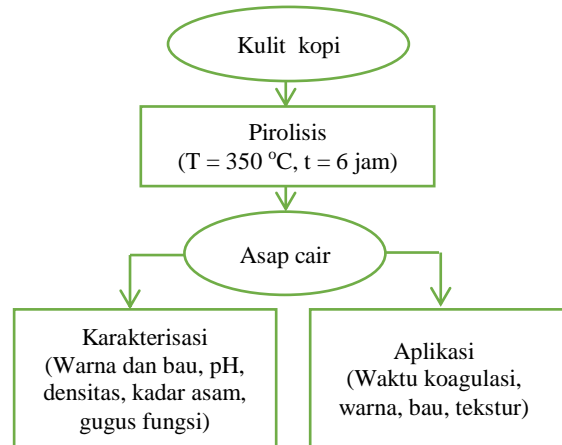 Kulit kopi
Pirolisis
(T = 350 °C, t = 6 jam)
Asap cair
Karakterisasi
(Warna dan bau, pH,
densitas, kadar asam,
gugus fungsi)
Aplikasi
(Waktu koagulasi,
warna, bau, tekstur)